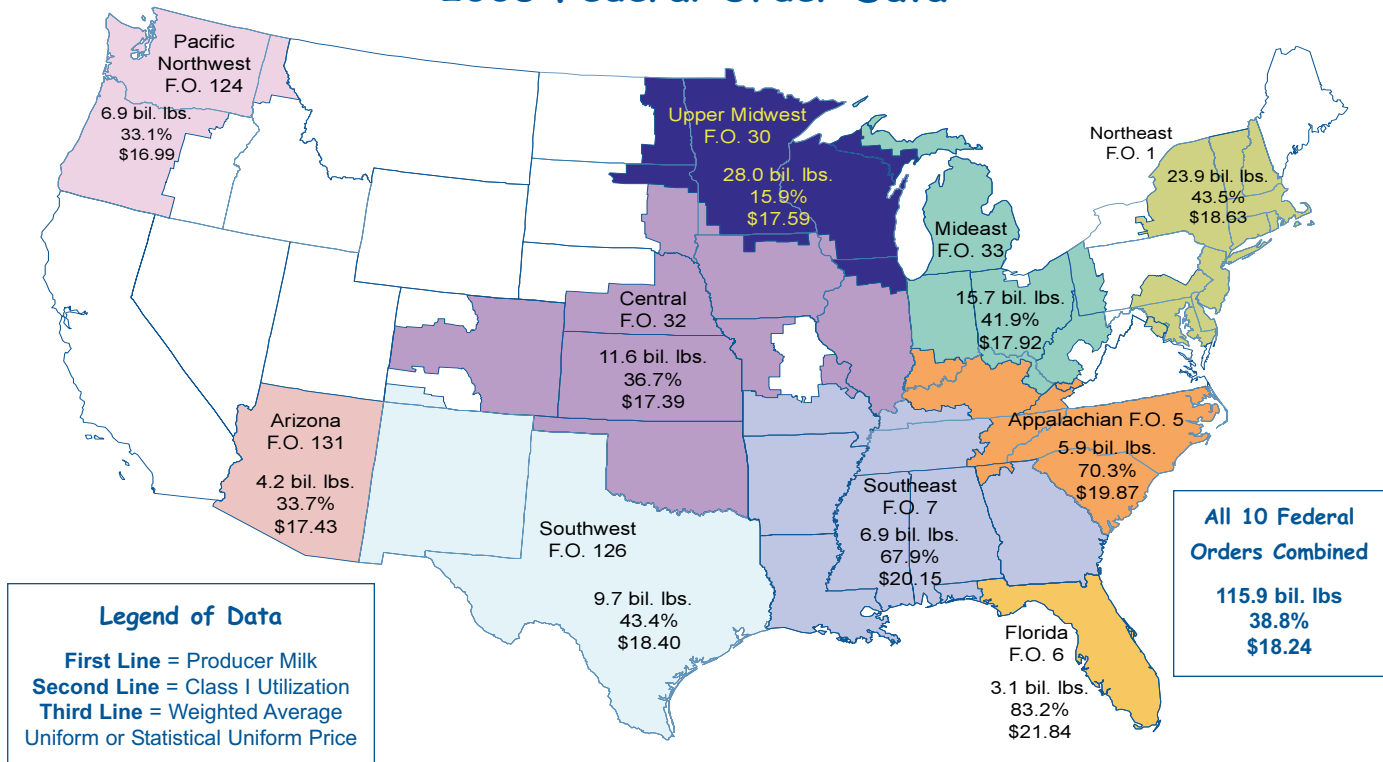 Pacific
Northwest
F.O. 124
6.9 bil. lbs.
33.1%
$16.99
Upper Midwest
F.O. 30
28.0 bil. lbs.
15.9%
$17.59
Northeast
F.O. 1
23.9 bil. lbs.
43.5%
$18.63
Mideast
F.O. 33
15.7 bil. lbs.
41.9%
$17.92
Central
F.O. 32
11.6 bil. lbs.
36.7%
$17.39
Arizona
F.O. 131
4.2 bil. lbs.
33.7%
$17.43
Appalachian F.O. 5
5.9 bil. lbs.
70.3%
$19.87
Southeast
F.O. 7
6.9 bil. lbs.
67.9%
$20.15
Southwest
F.O. 126
9.7 bil. lbs.
43.4%
$18.40
Florida
F.O. 6
3.1 bil. lbs.
83.2%
$21.84
All 10 Federal
Orders Combined
115.9 bil. lbs
38.8%
$18.24
Legend of Data
First Line = Producer Milk
Second Line = Class I Utilization
Third Line = Weighted Average
Uniform or Statistical Uniform Price